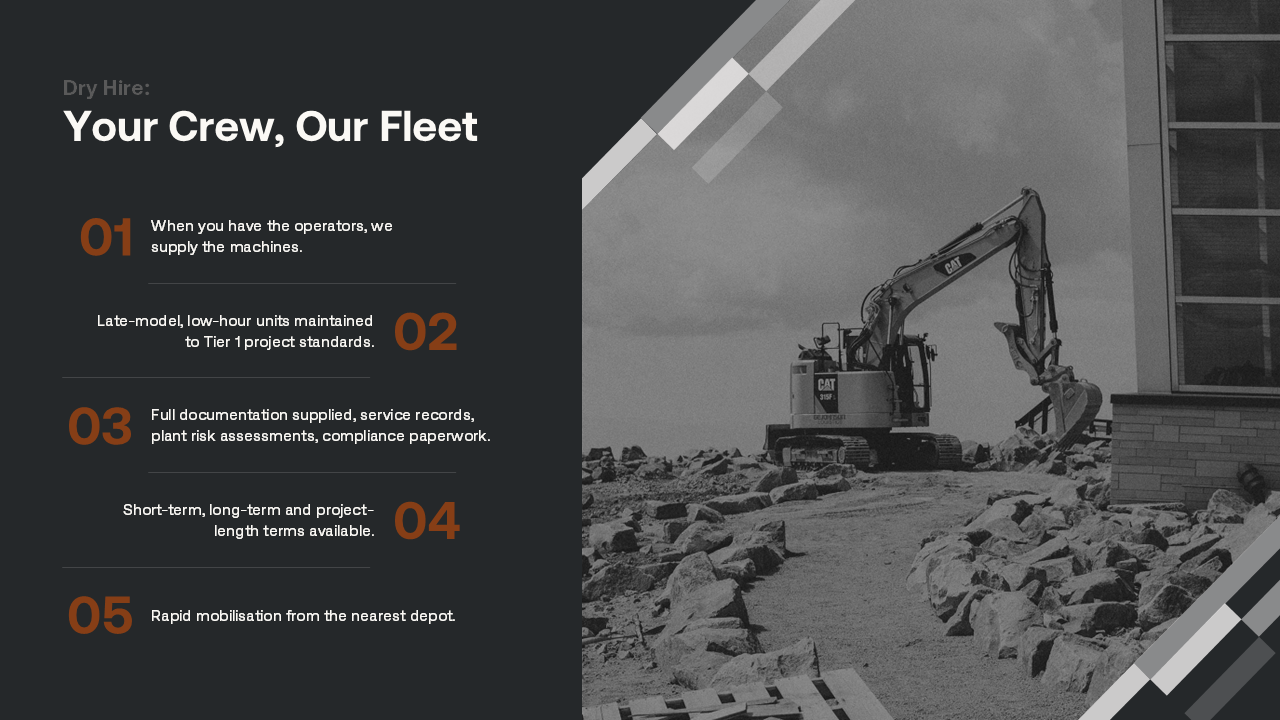 Dry Hire:
Your Crew, Our Fleet
01
When you have the operators, we
supply the machines.
Late-model, low-hour units maintained
to Tier 1 project standards.
02
03
Full documentation supplied, service records,
plant risk assessments, compliance paperwork.
Short-term, long-term and project-
length terms available.
04
05
Rapid mobilisation from the nearest depot.
CAT
CAT
315F